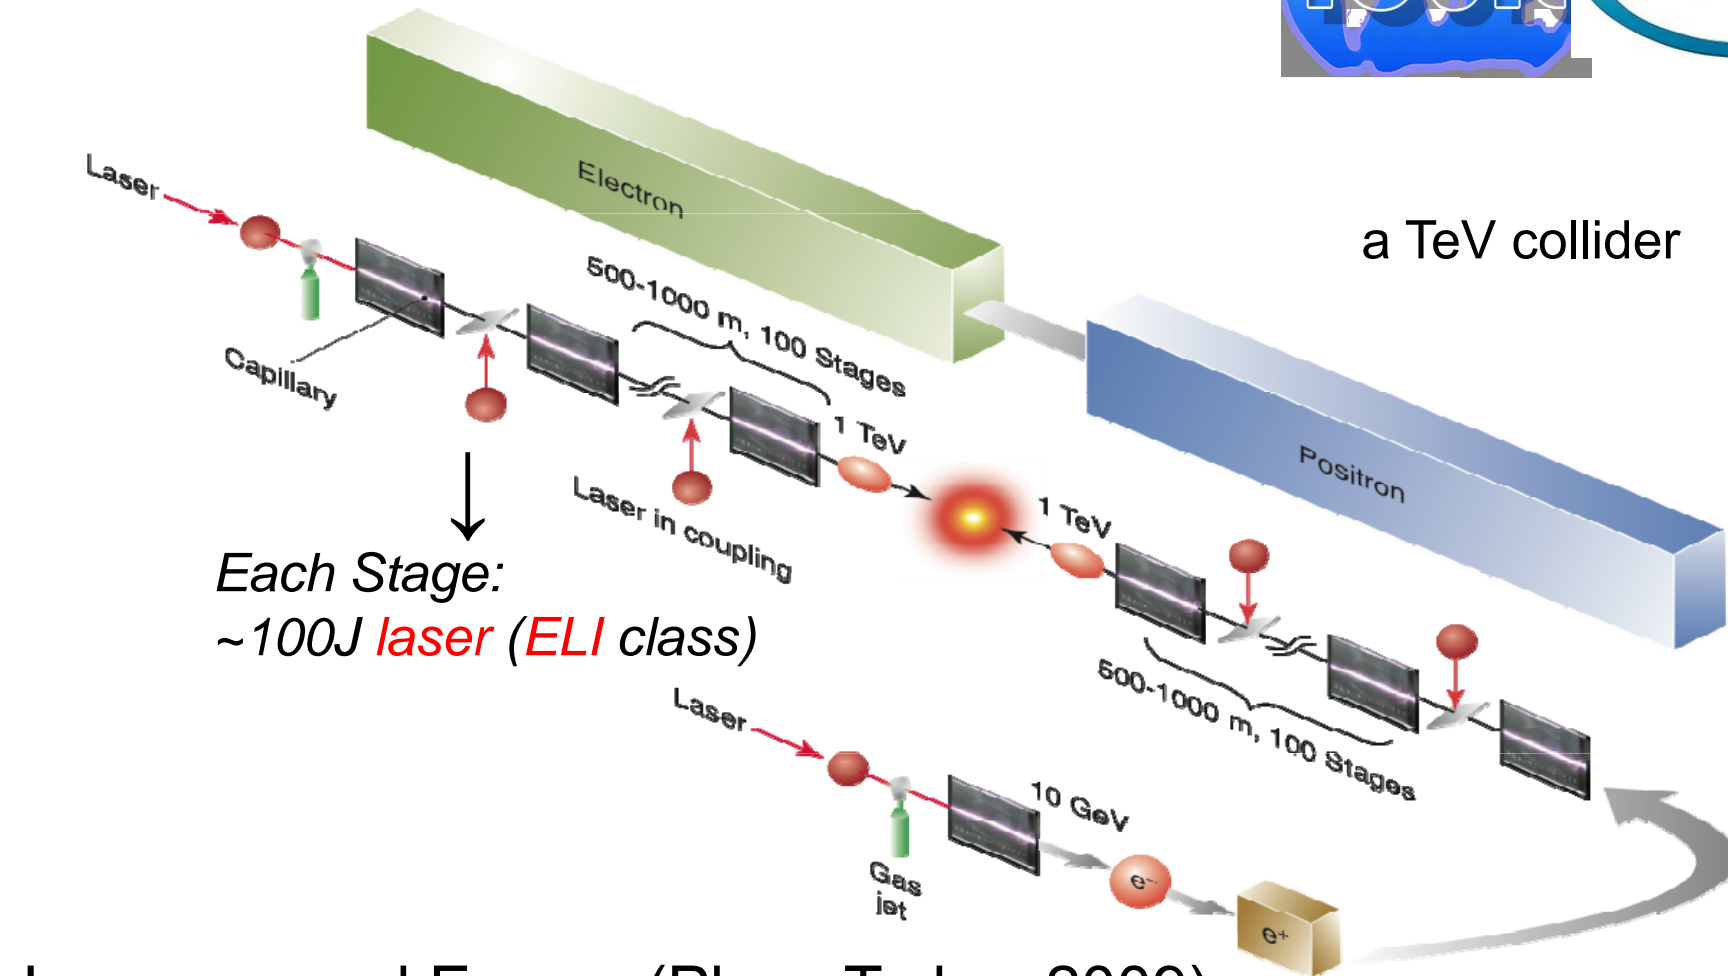 a TeV collider
Laser
Electron
500-1000 m, 100 Stages
Capillary
1 TeV
Positron
Laser in coupling
1 TeV
Each Stage:
~100J laser (ELI class)
500-1000 m, 100 Stages
Laser
10 GeV
Gas
jet
e⁻
e⁺